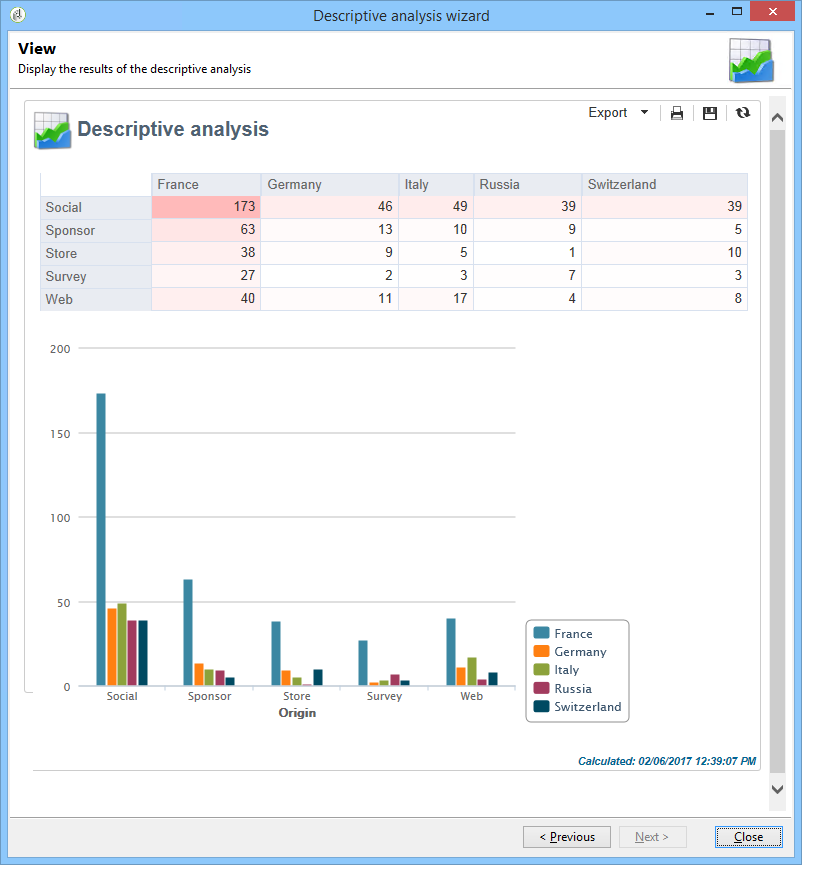 Descriptive analysis wizard
View
Display the results of the descriptive analysis
Export
Descriptive analysis
France Germany Italy Russia Switzerland
Social 173 46 49 39 39
Sponsor 63 13 10 9 5
Store 38 9 5 1 10
Survey 27 2 3 7 3
Web 40 11 17 4 8
200
150
100
50
0
Social Sponsor Store Survey Web
Origin
France
Germany
Italy
Russia
Switzerland
Calculated: 02/06/2017 12:39:07 PM
< Previous Next > Close